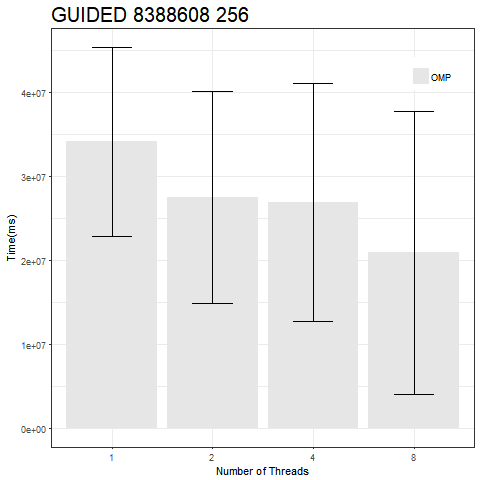 GUIDED 8388608 256
OMP
4e+07
3e+07
2e+07
1e+07
0e+00
Time(ms)
1 2 4 8
Number of Threads